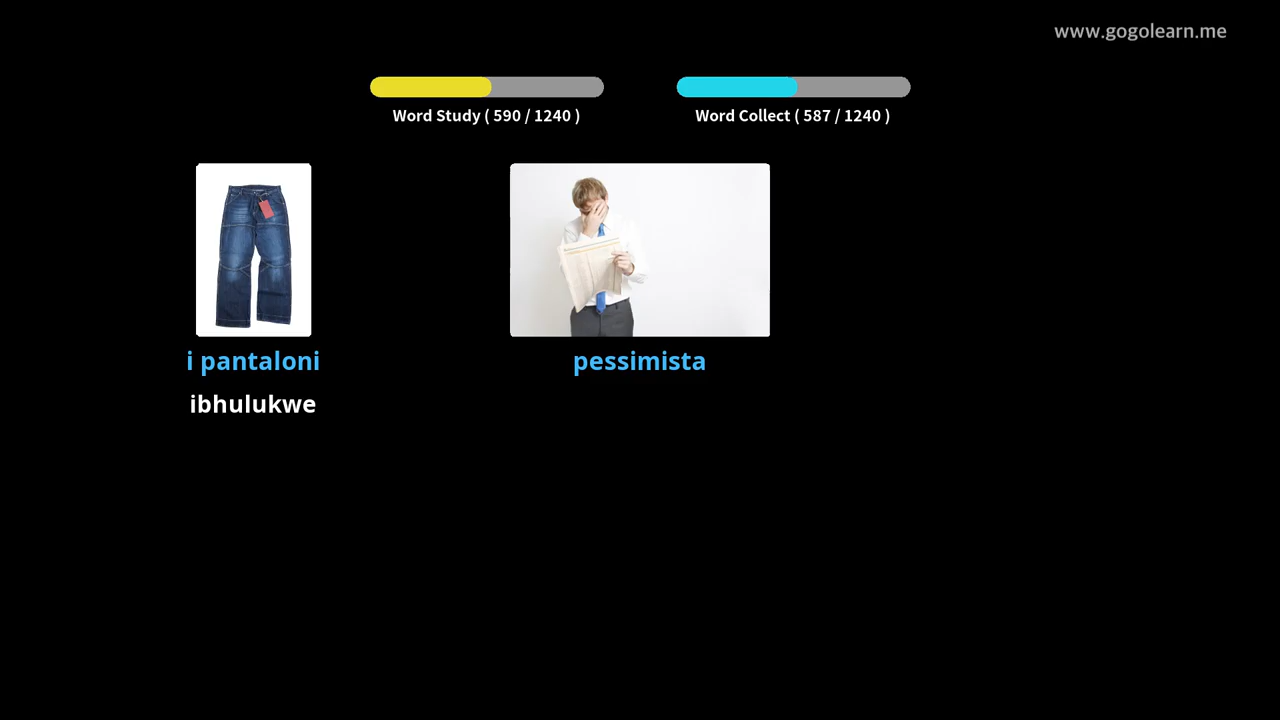 www.gogolearn.me
Word Study ( 590 / 1240 )
Word Collect ( 587 / 1240 )
i pantaloni
pessimista
ibhulukwe